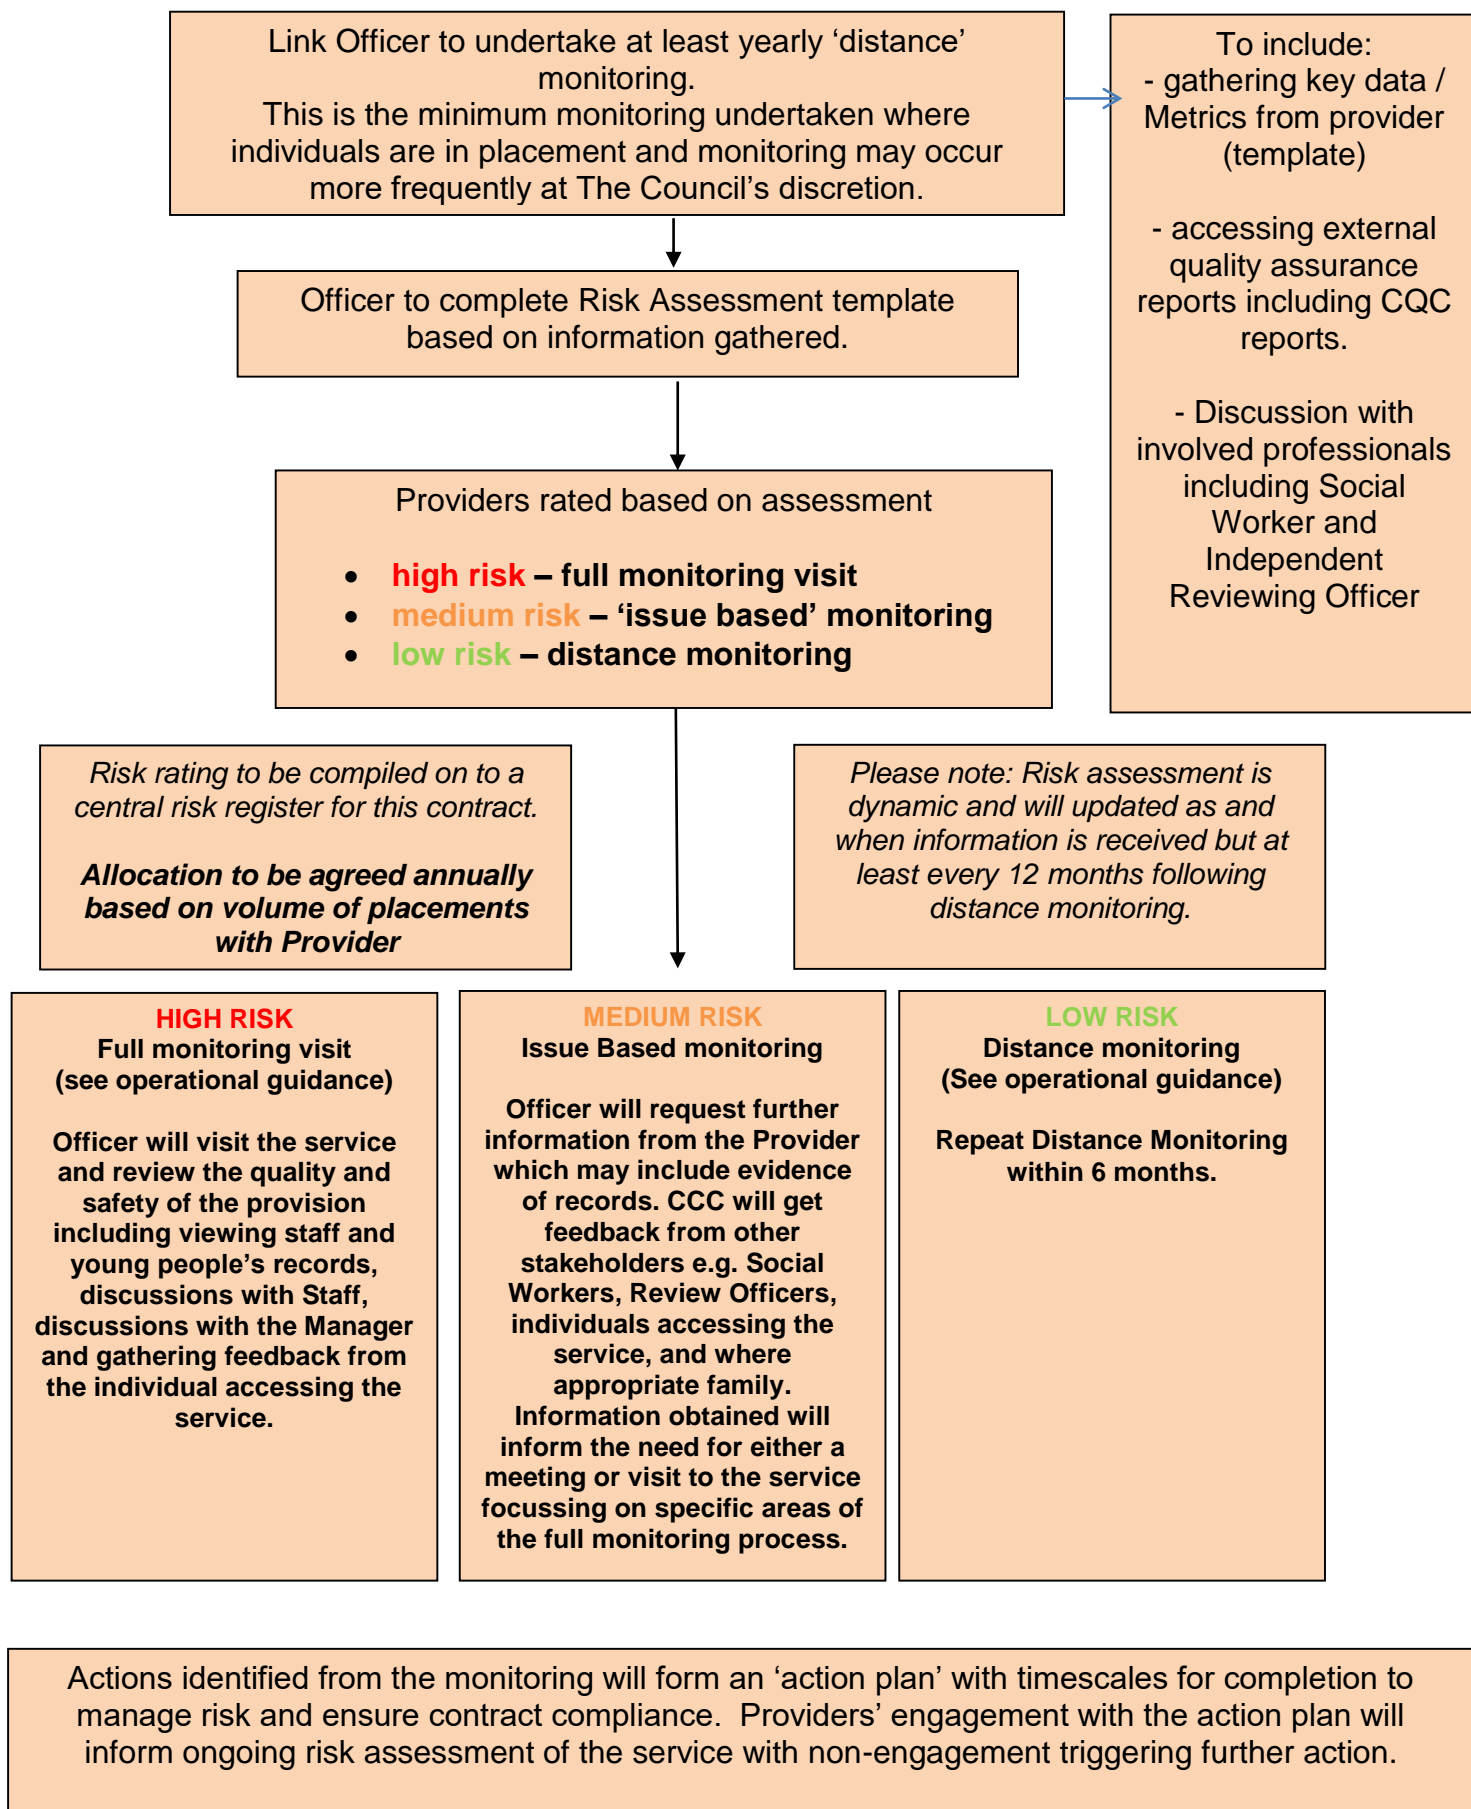 Link Officer to undertake at least yearly ‘distance’
monitoring.
This is the minimum monitoring undertaken where
individuals are in placement and monitoring may occur
more frequently at The Council’s discretion.
To include:
- gathering key data /
Metrics from provider
(template)
- accessing external
quality assurance
reports including CQC
reports.
- Discussion with
involved professionals
including Social
Worker and
Independent
Reviewing Officer
Officer to complete Risk Assessment template
based on information gathered.
Providers rated based on assessment
• high risk – full monitoring visit
• medium risk – ‘issue based’ monitoring
• low risk – distance monitoring
Risk rating to be compiled on to a
central risk register for this contract.
Allocation to be agreed annually
based on volume of placements
with Provider
Please note: Risk assessment is
dynamic and will updated as and
when information is received but at
least every 12 months following
distance monitoring.
HIGH RISK
Full monitoring visit
(see operational guidance)
Officer will visit the service
and review the quality and
safety of the provision
including viewing staff and
young people’s records,
discussions with Staff,
discussions with the Manager
and gathering feedback from
the individual accessing the
service.
MEDIUM RISK
Issue Based monitoring
Officer will request further
information from the Provider
which may include evidence
of records. CCC will get
feedback from other
stakeholders e.g. Social
Workers, Review Officers,
individuals accessing the
service, and where
appropriate family.
Information obtained will
inform the need for either a
meeting or visit to the service
focussing on specific areas of
the full monitoring process.
LOW RISK
Distance monitoring
(See operational guidance)
Repeat Distance Monitoring
within 6 months.
Actions identified from the monitoring will form an ‘action plan’ with timescales for completion to
manage risk and ensure contract compliance.  Providers’ engagement with the action plan will
inform ongoing risk assessment of the service with non-engagement triggering further action.